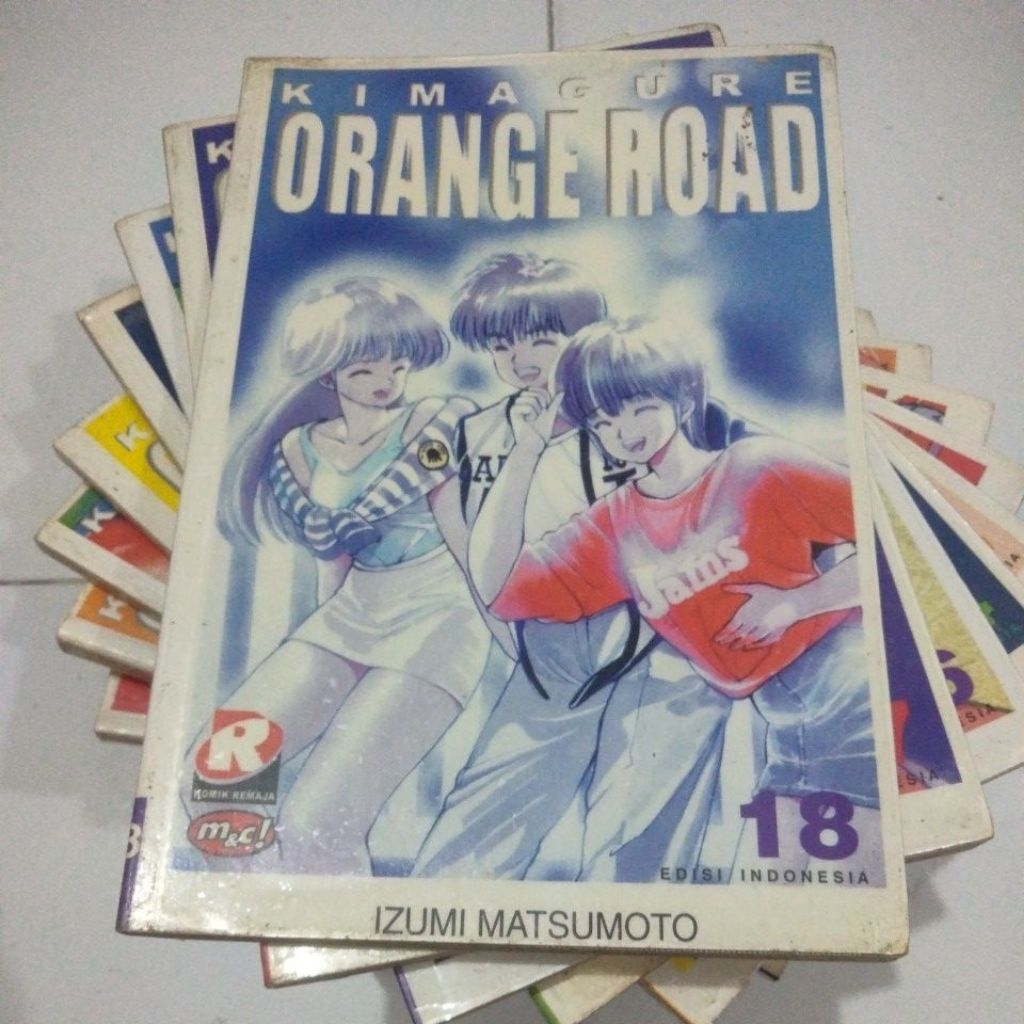 KIMAGURE
ORANGE ROAD
Jams
R
KOMIK REMAJA
m&c!
18
EDISI INDONESIA
IZUMI MATSUMOTO